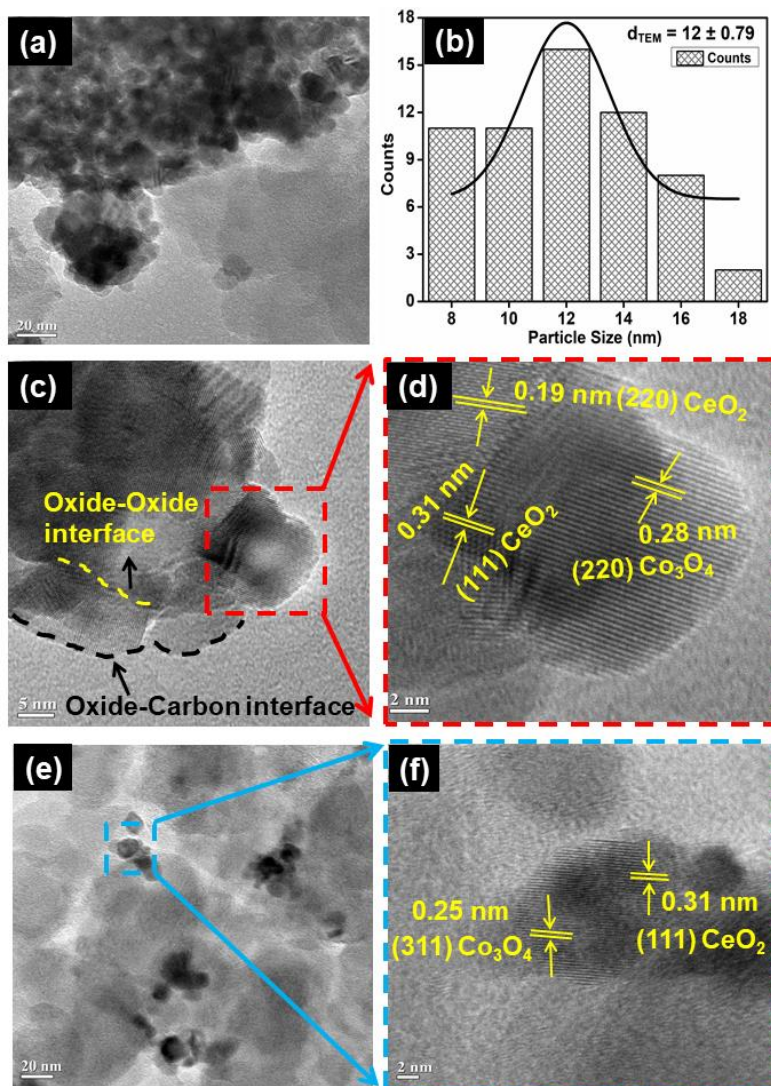 (a)
20 nm
(b)
d_TEM = 12 ± 0.79
Counts
18
15
12
9
6
3
0
Counts
8 10 12 14 16 18
Particle Size (nm)
(c)
Oxide-Oxide
interface
5 nm
Oxide-Carbon interface
(d)
0.19 nm (220) CeO₂
0.31 nm
(111) CeO₂
0.28 nm
(220) Co₃O₄
2 nm
(e)
20 nm
(f)
0.25 nm
(311) Co₃O₄
0.31 nm
(111) CeO₂
2 nm